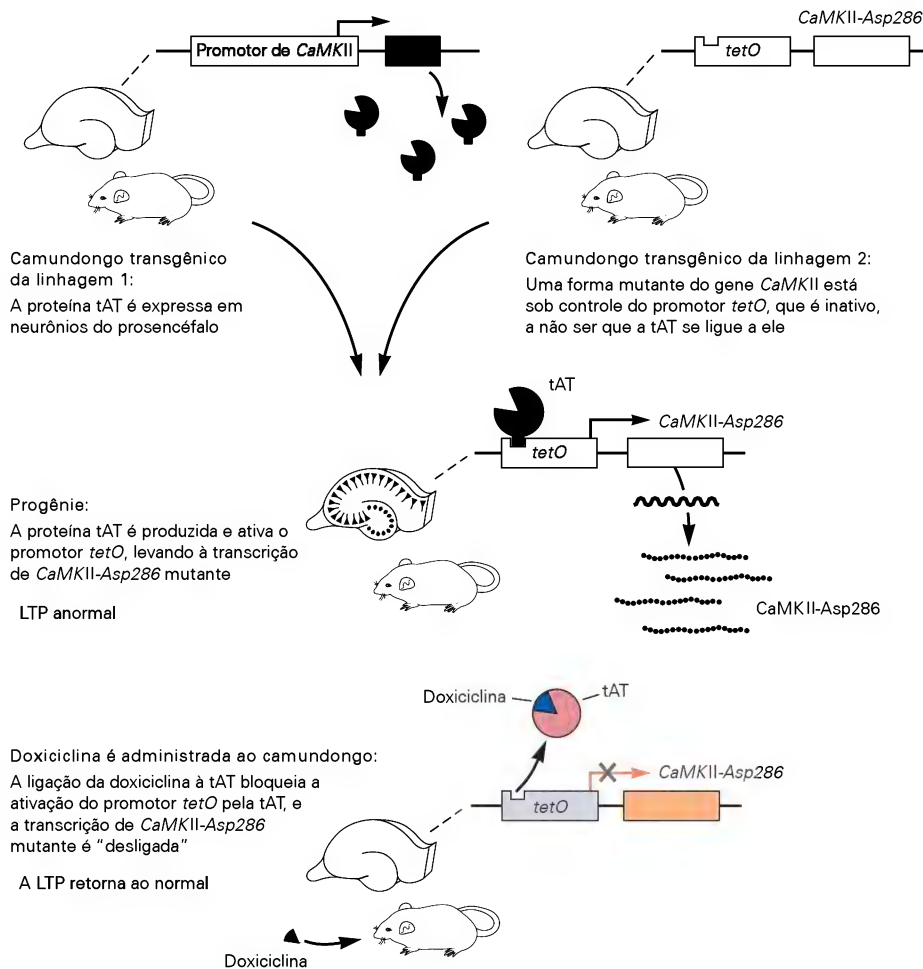 Promotor de CaMKII
CaMKII-Asp286
tetO
Camundongo transgênico
da linhagem 1:
A proteína tAT é expressa em
neurônios do prosencéfalo
Camundongo transgênico da linhagem 2:
Uma forma mutante do gene CaMKII está
sob controle do promotor tetO, que é inativo,
a não ser que a tAT se ligue a ele
tAT
CaMKII-Asp286
tetO
Progênie:
A proteína tAT é produzida e ativa o
promotor tetO, levando à transcrição
de CaMKII-Asp286 mutante
LTP anormal
CaMKII-Asp286
Doxiciclina
tAT
Doxiciclina é administrada ao camundongo:
A ligação da doxiciclina à tAT bloqueia a
ativação do promotor tetO pela tAT, e
a transcrição de CaMKII-Asp286
mutante é “desligada”
CaMKII-Asp286
tetO
A LTP retorna ao normal
Doxiciclina